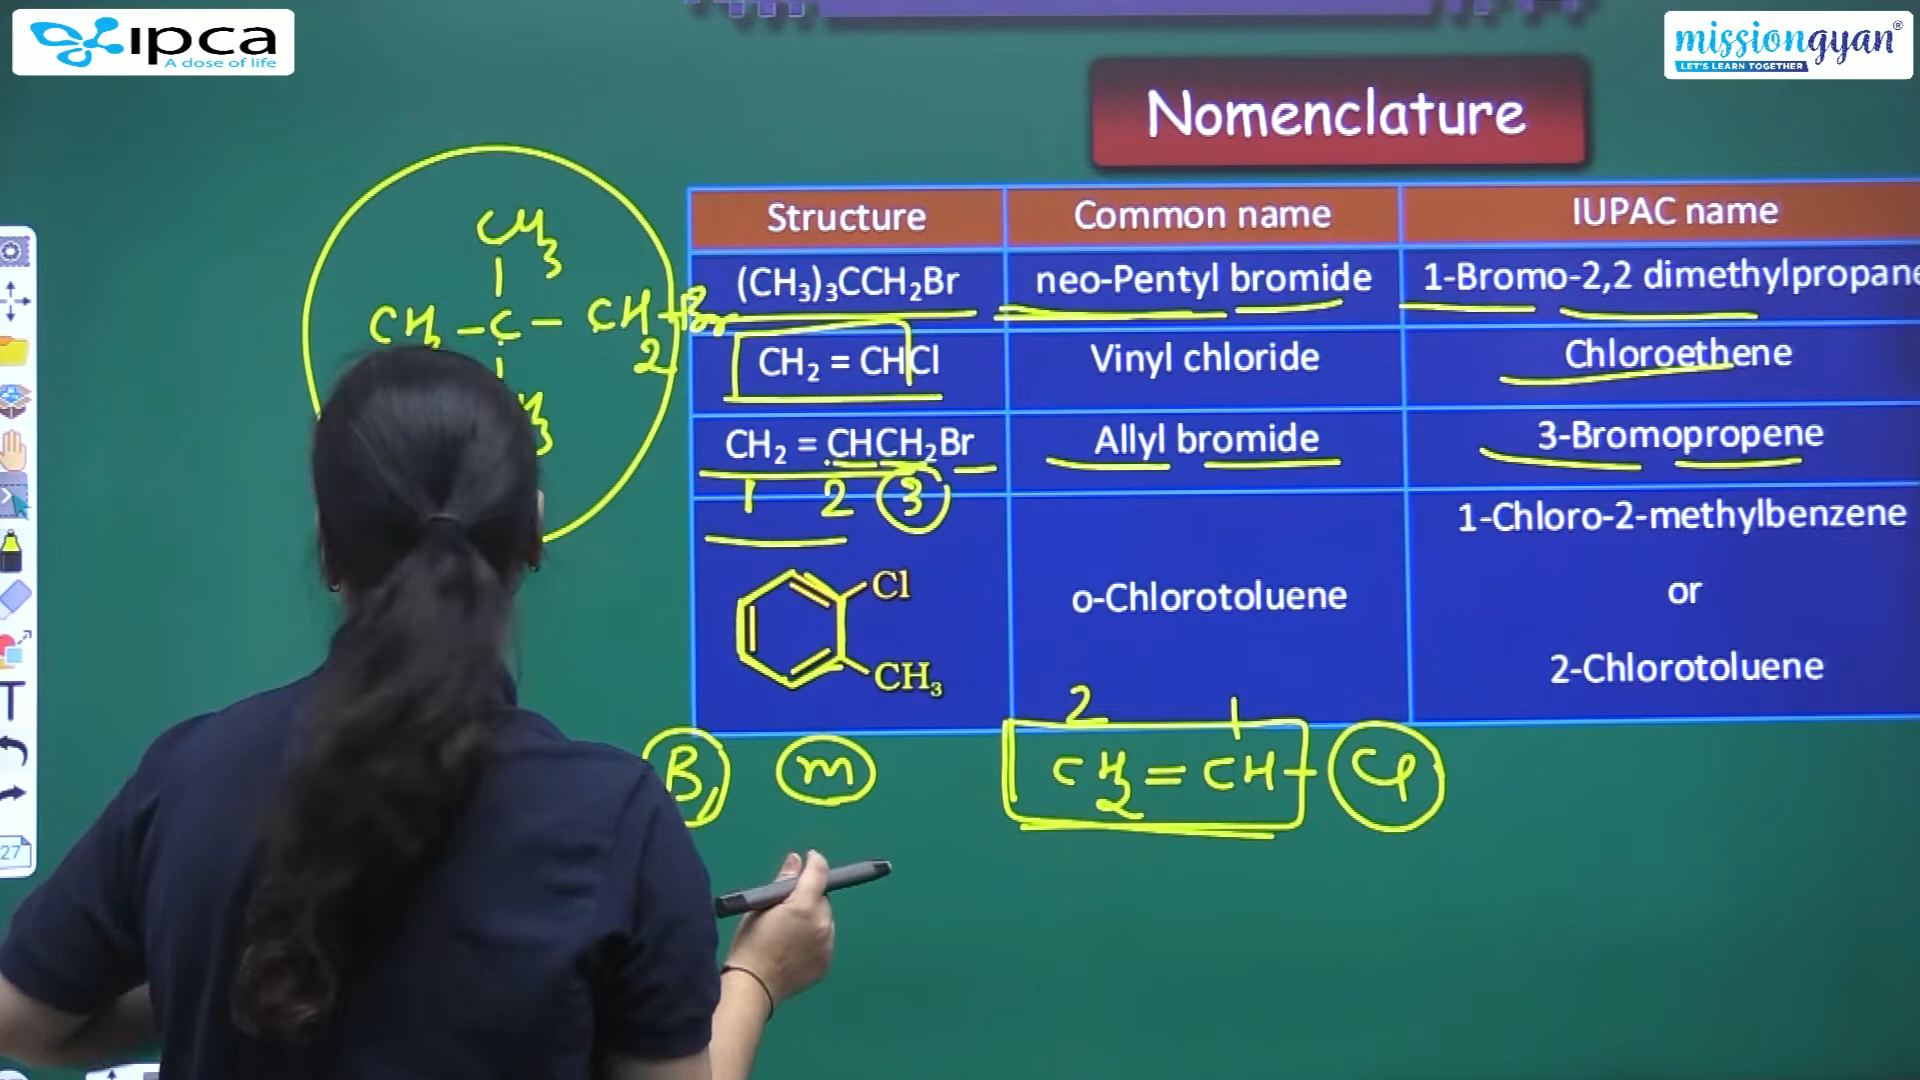 ipca
A dose of life
missiongyan®
LET'S LEARN TOGETHER
Nomenclature
Structure Common name IUPAC name
(CH₃)₃CCH₂Br neo-Pentyl bromide 1-Bromo-2,2 dimethylpropane
CH₂ = CHCl Vinyl chloride Chloroethene
CH₂ = CHCH₂Br Allyl bromide 3-Bromopropene
1 2 3
Cl
CH₃
o-Chlorotoluene
1-Chloro-2-methylbenzene
or
2-Chlorotoluene
CH₃
CH₃ – C – CH₂ Br
2 1
B, m CH₂ = CH – Cl
T
27